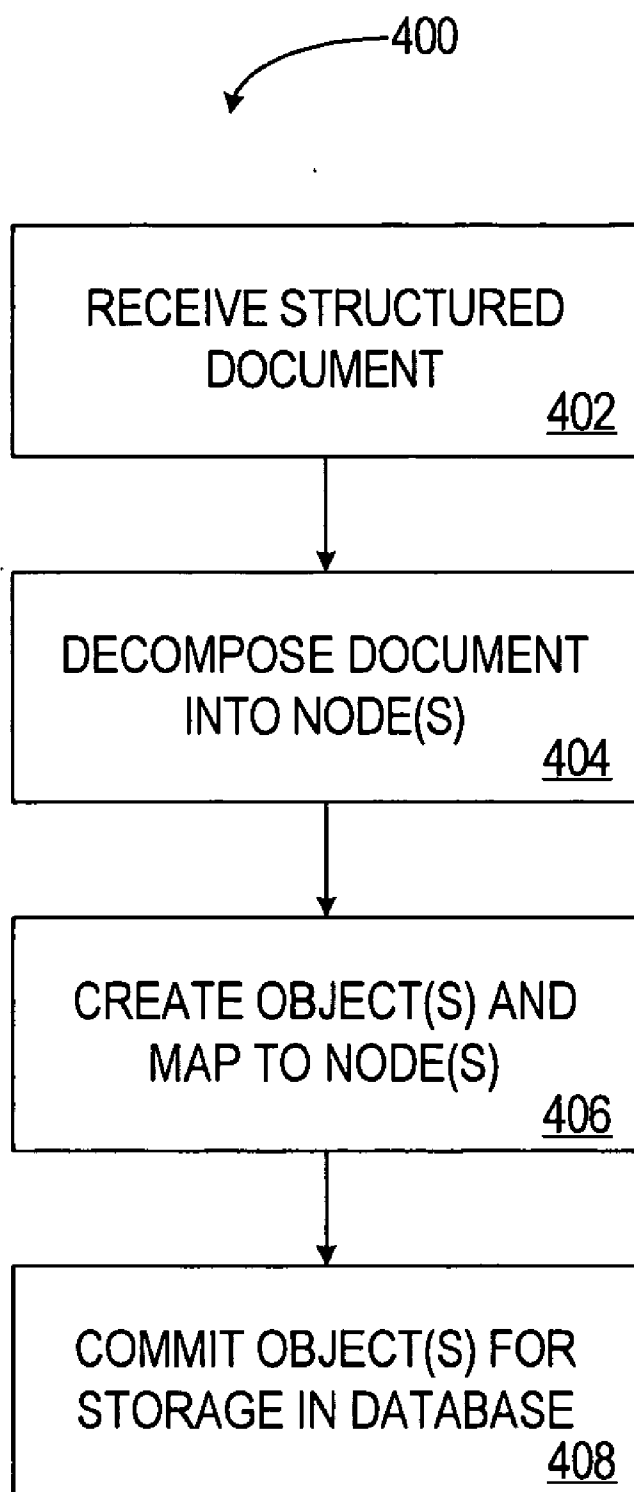 400
RECEIVE STRUCTURED
DOCUMENT
402
DECOMPOSE DOCUMENT
INTO NODE(S)
404
CREATE OBJECT(S) AND
MAP TO NODE(S)
406
COMMIT OBJECT(S) FOR
STORAGE IN DATABASE
408